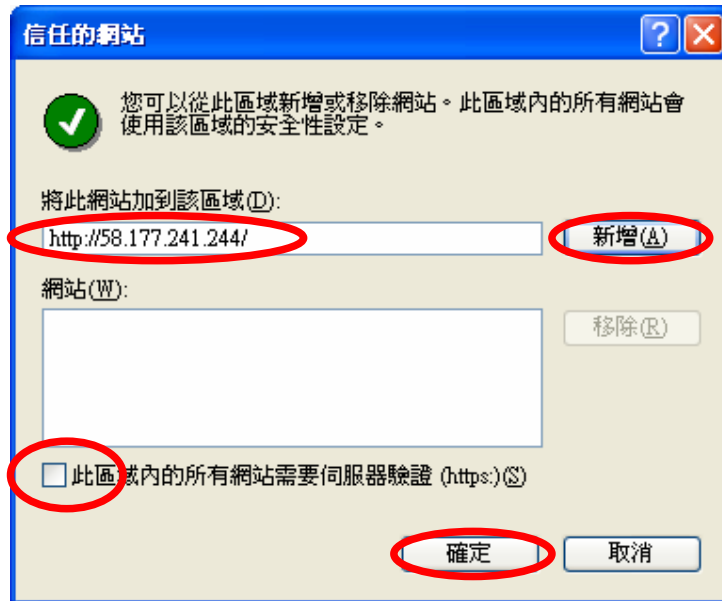 信任的網站
您可以從此區域新增或移除網站。此區域內的所有網站會
使用該區域的安全性設定。
將此網站加到該區域(D):
http://58.177.241.244/
新增(A)
網站(W):
移除(R)
此區域內的所有網站需要伺服器驗證 (https:)(S)
確定
取消